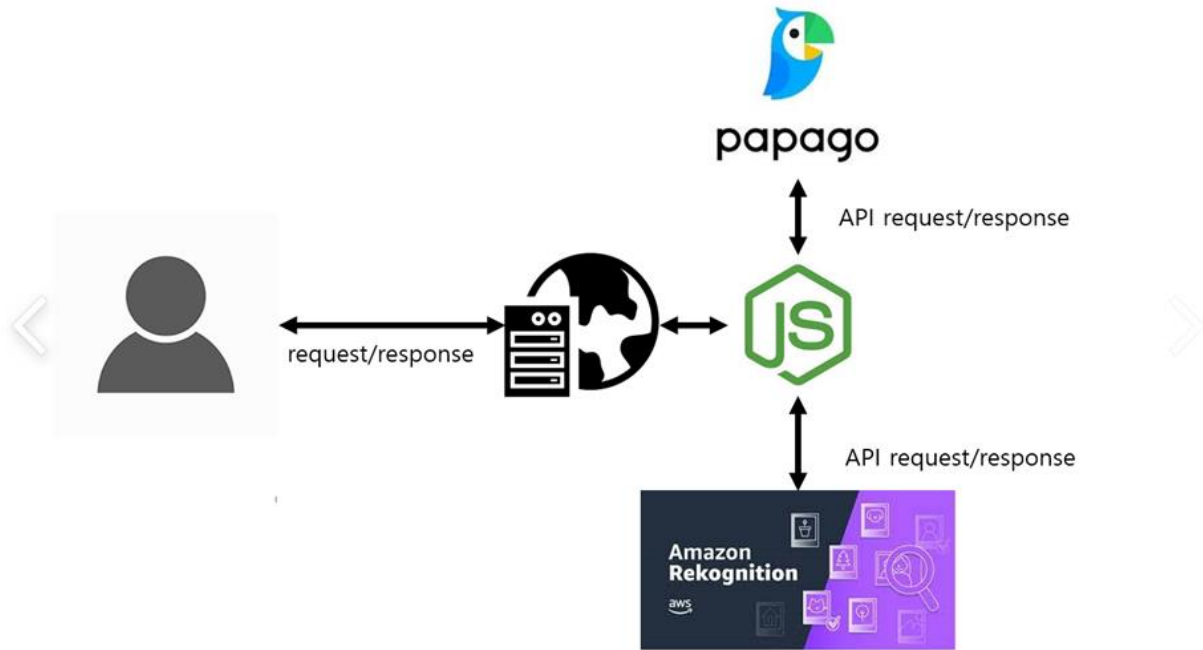 papago
API request/response
request/response
JS
API request/response
Amazon
Rekognition
aws